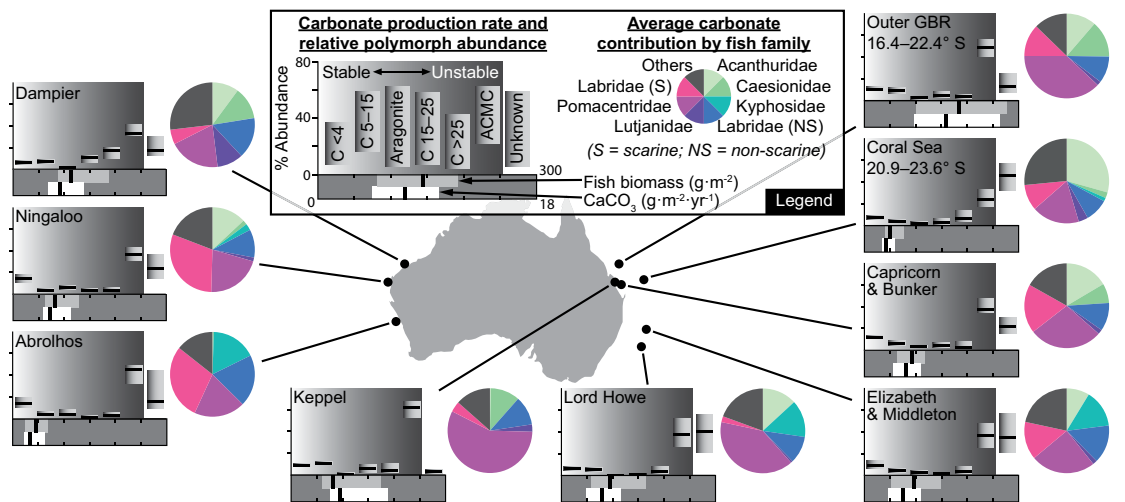 Carbonate production rate and
relative polymorph abundance
Average carbonate
contribution by fish family
% Abundance
80
40
0
Stable
Unstable
C <4
C 5–15
Aragonite
C 15–25
C >25
ACMC
Unknown
0
300
0
18
Others
Acanthuridae
Labridae (S)
Caesionidae
Pomacentridae
Kyphosidae
Lutjanidae
Labridae (NS)
(S = scarine; NS = non-scarine)
Fish biomass (g·m-2)
CaCO3 (g·m-2·yr-1)
Legend
Dampier
Ningaloo
Abrolhos
Keppel
Lord Howe
Outer GBR
16.4–22.4° S
Coral Sea
20.9–23.6° S
Capricorn
& Bunker
Elizabeth
& Middleton